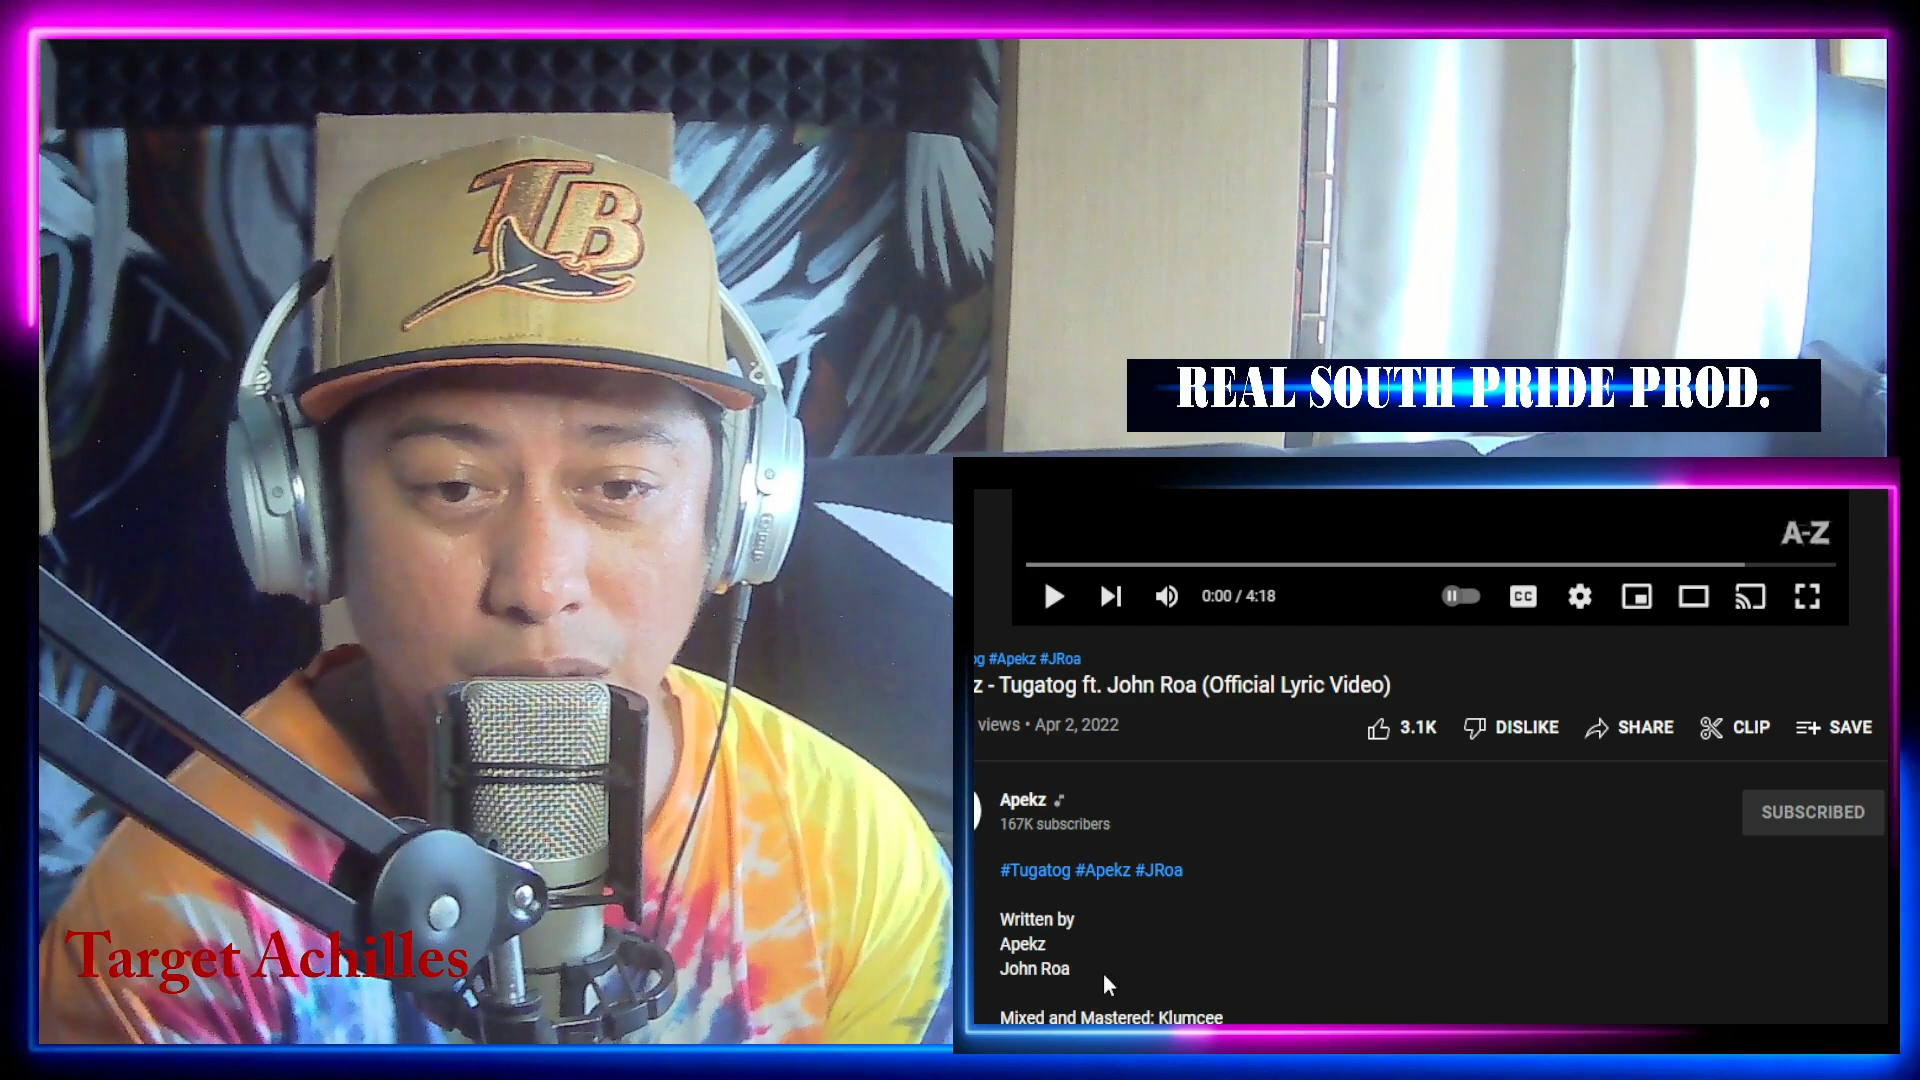 TB
REAL SOUTH PRIDE PROD.
A-Z
CC
0:00 / 4:18
#Apekz #JRoa
z - Tugatog ft. John Roa (Official Lyric Video)
views • Apr 2, 2022
3.1K DISLIKE SHARE CLIP SAVE
Apekz
167K subscribers
SUBSCRIBED
#Tugatog #Apekz #JRoa
Written by
Apekz
John Roa
Mixed and Mastered: Klumcee
Target Achilles